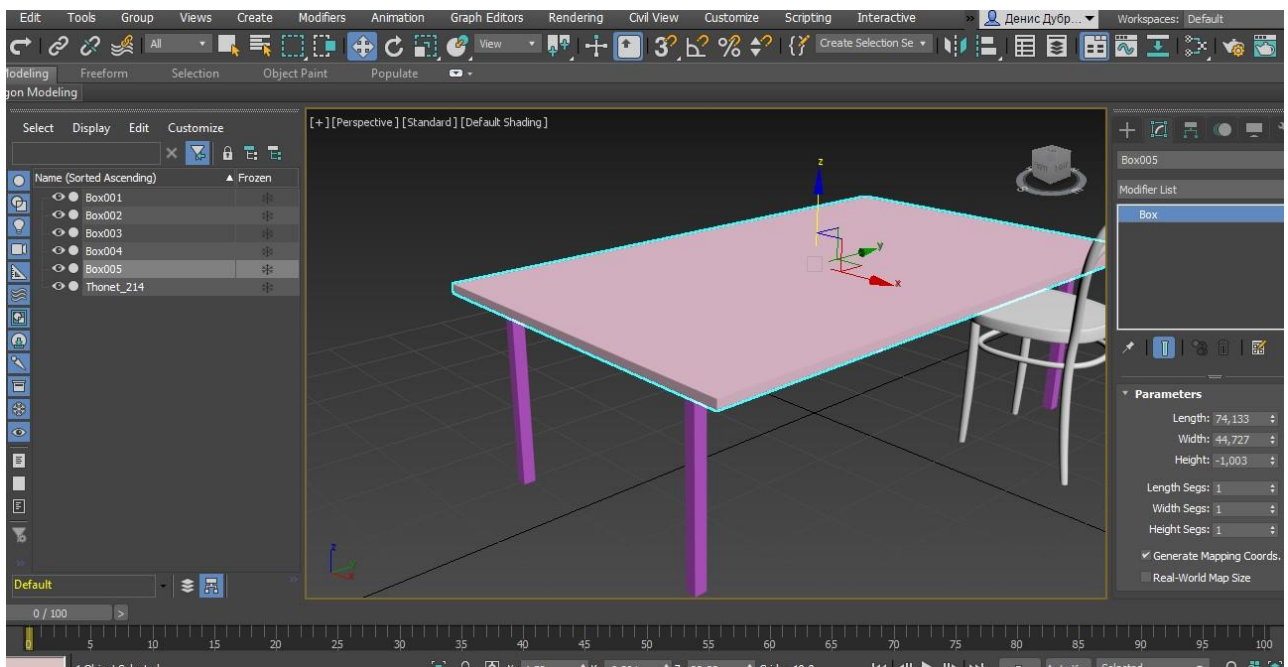 Edit Tools Group Views Create Modifiers Animation Graph Editors Rendering Civil View Customize Scripting Interactive » Денис Дубр... Workspaces: Default
All View Create Selection Se
Modeling Freeform Selection Object Paint Populate
gon Modeling
Select Display Edit Customize
Name (Sorted Ascending) ▲ Frozen
Box001
Box002
Box003
Box004
Box005
Thonet_214
Default
[+] [Perspective ] [Standard ] [Default Shading ]
z
y
x
z
x
Box005
Modifier List
Box
Parameters
Length: 74,133
Width: 44,727
Height: -1,003
Length Segs: 1
Width Segs: 1
Height Segs: 1
Generate Mapping Coords.
Real-World Map Size
0 / 100 >
0 5 10 15 20 25 30 35 40 45 50 55 60 65 70 75 80 85 90 95 100